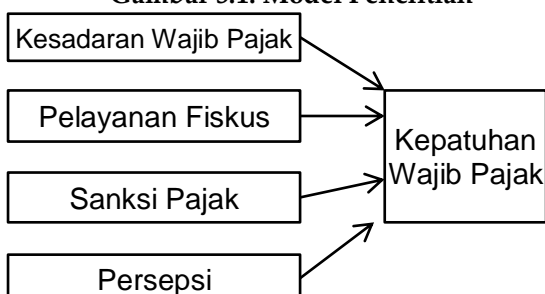 Gambar 3.1. Model Penelitian
Kesadaran Wajib Pajak
Pelayanan Fiskus
Sanksi Pajak
Persepsi
Kepatuhan
Wajib Pajak